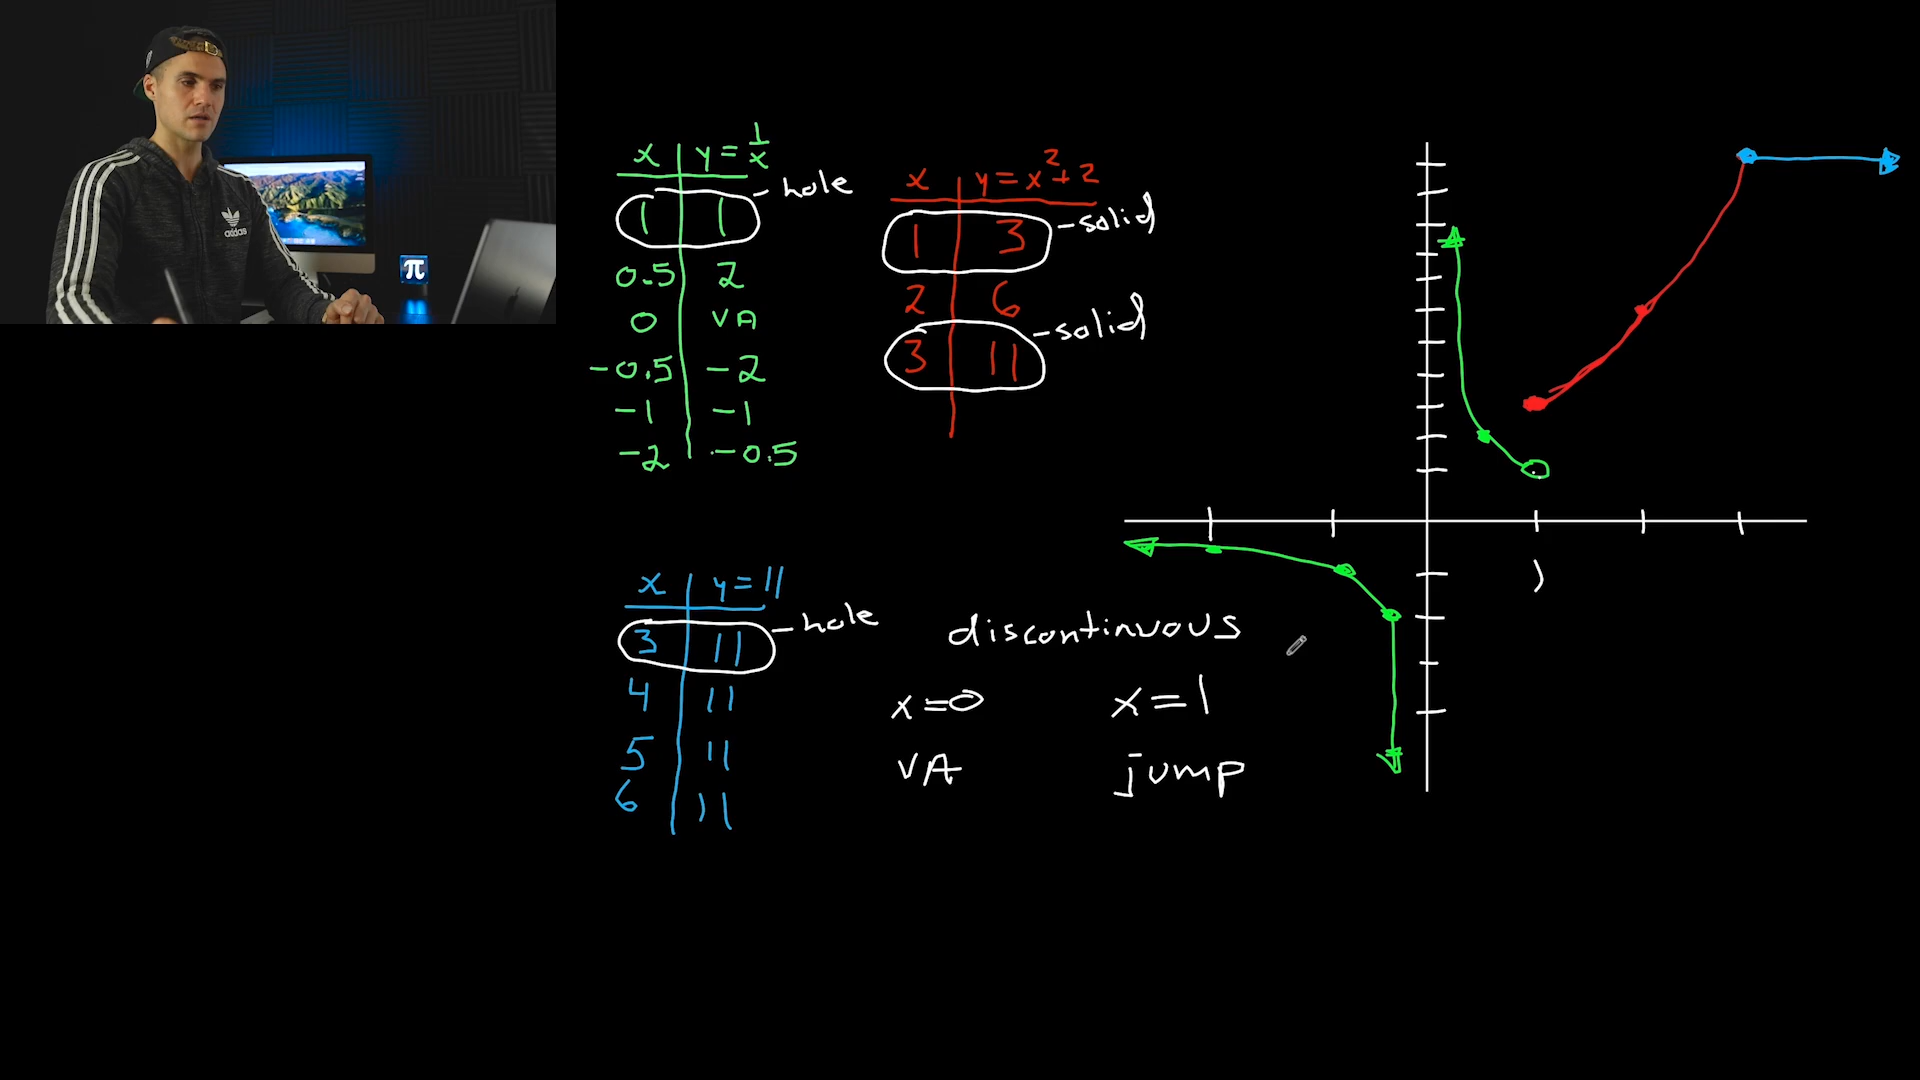 adidas
π
x y = 1/x
1 1 - hole
0.5 2
0 VA
-0.5 -2
-1 -1
-2 -0.5
x y = x² + 2
1 3 - solid
2 6
3 11 - solid
x y = 11
3 11 - hole
4 11
5 11
6 11
discontinuous
x = 0 x = 1
VA jump
)